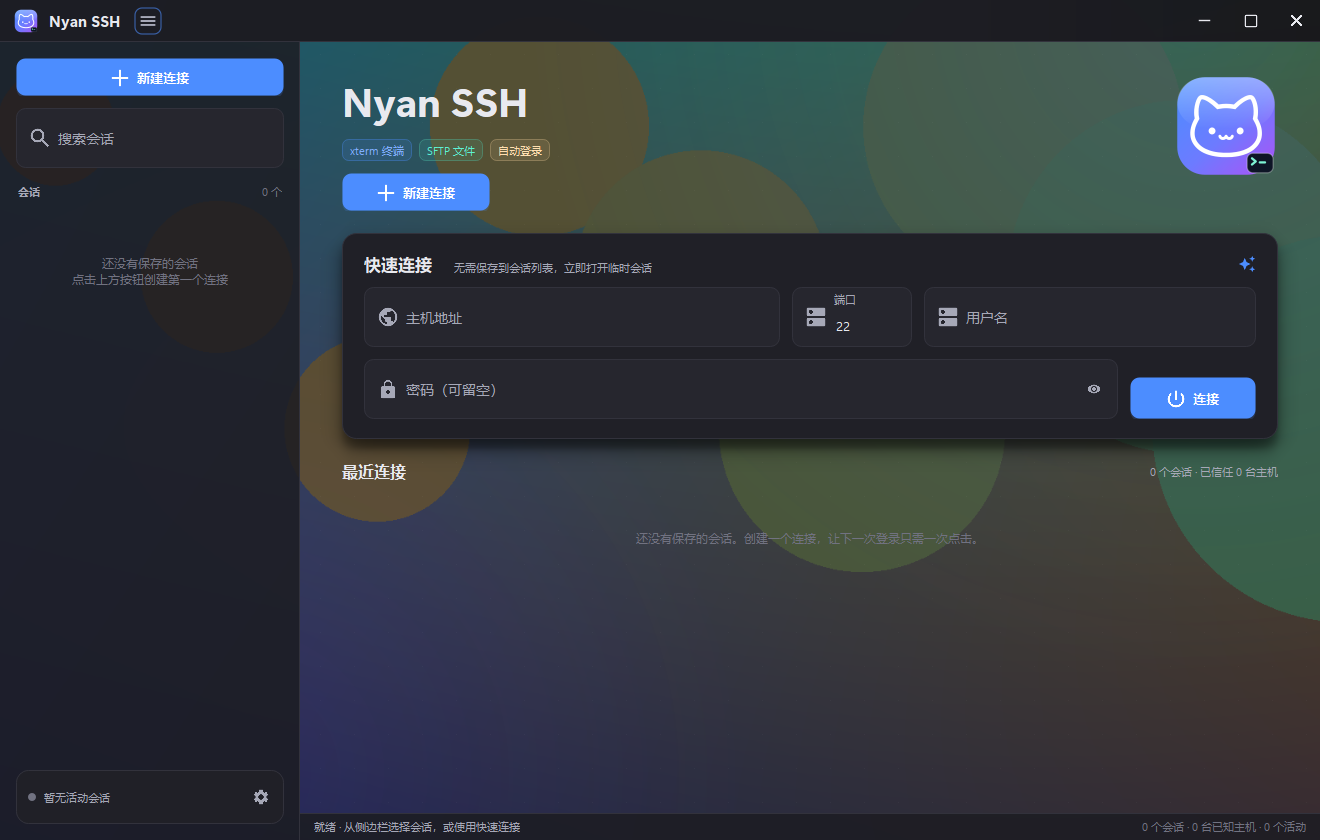 Nyan SSH
新建连接
搜索会话
会话
0 个
还没有保存的会话
点击上方按钮创建第一个连接
暂无活动会话
Nyan SSH
xterm 终端
SFTP 文件
自动登录
新建连接
快速连接
无需保存到会话列表，立即打开临时会话
主机地址
端口
22
用户名
密码（可留空）
连接
最近连接
0 个会话 · 已信任 0 台主机
还没有保存的会话。创建一个连接，让下一次登录只需一次点击。
就绪 · 从侧边栏选择会话，或使用快速连接
0 个会话 · 0 台已知主机 · 0 个活动